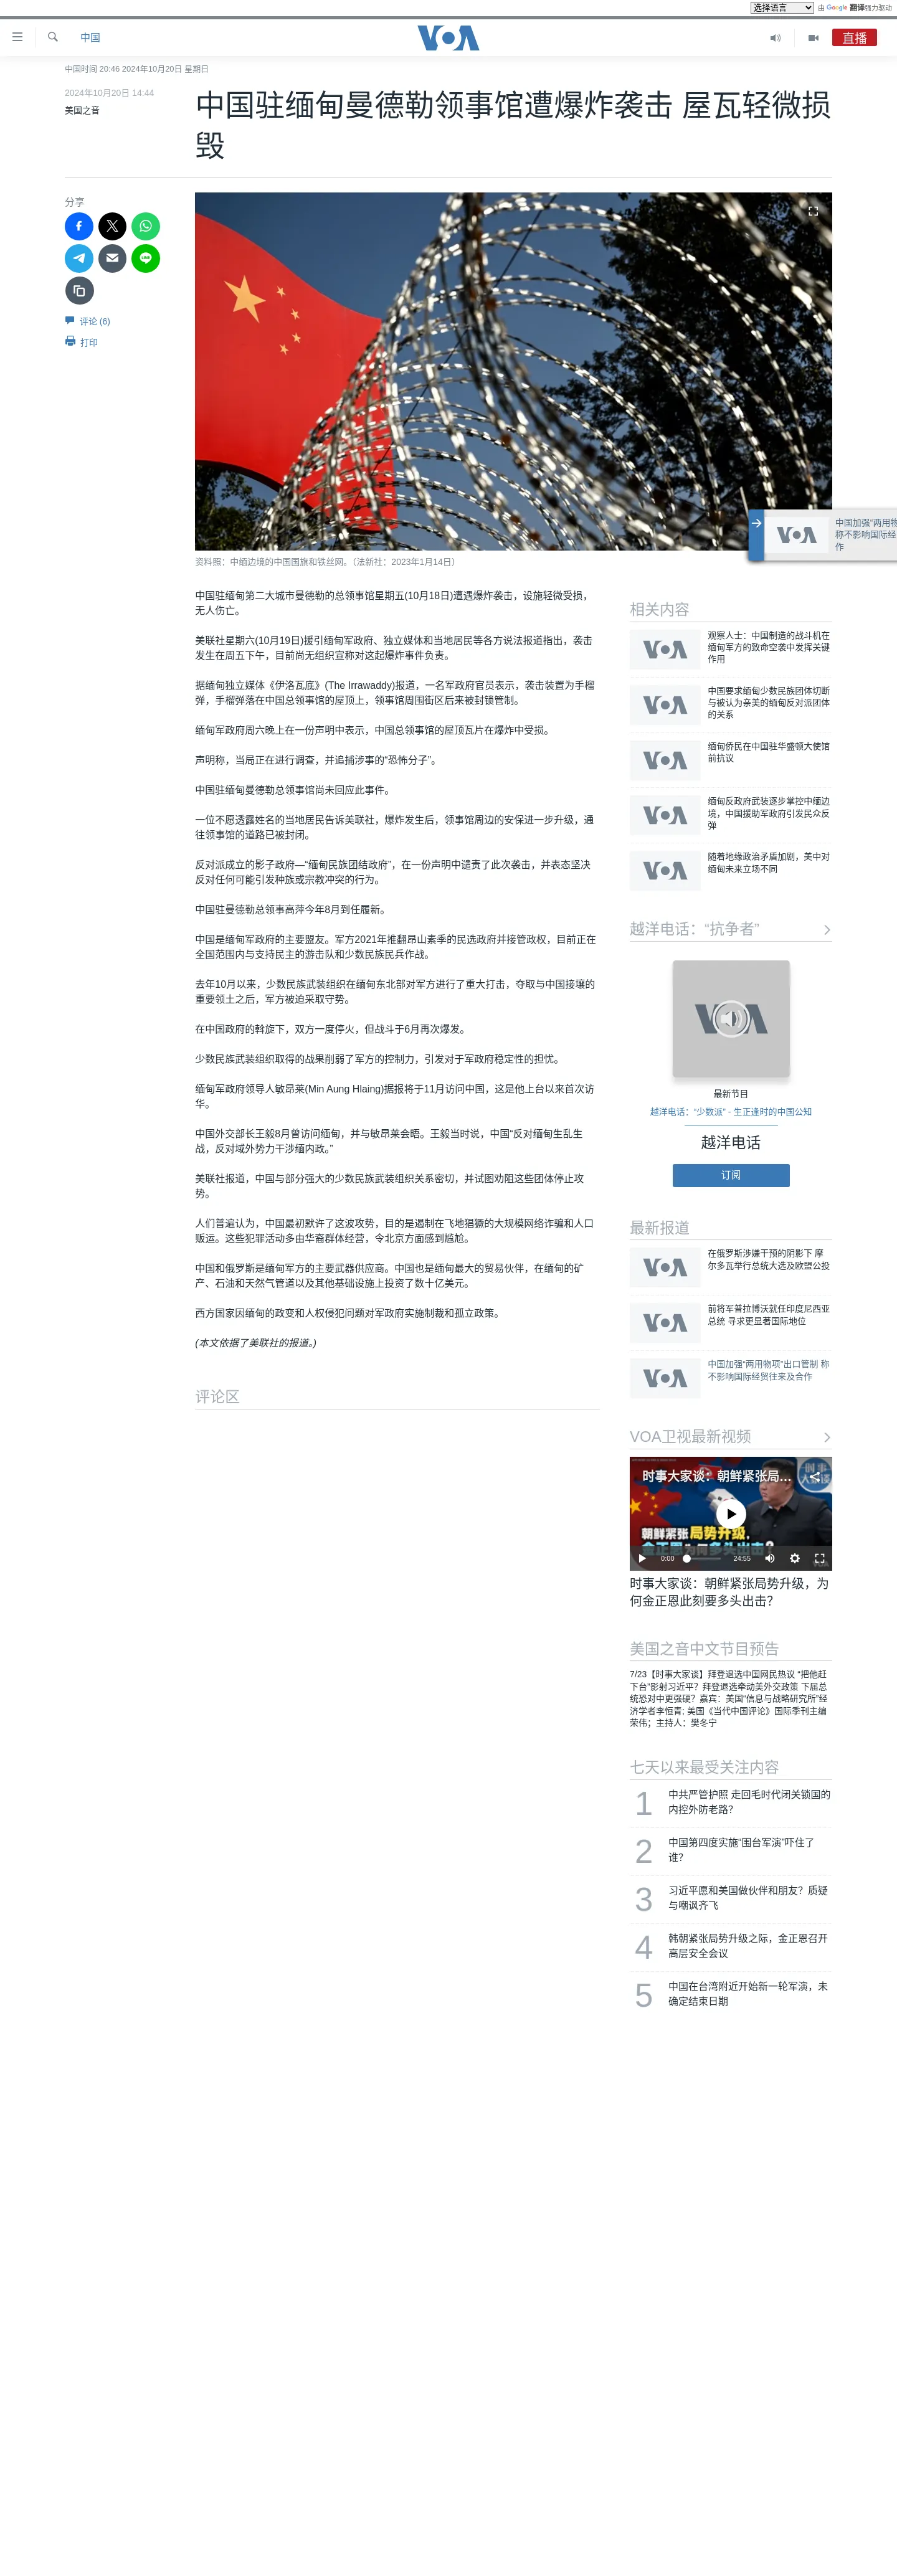 选择语言 由 Google 翻译强力驱动
中国
VOA
直播
中国时间 20:46 2024年10月20日 星期日
2024年10月20日 14:44
美国之音
中国驻缅甸曼德勒领事馆遭爆炸袭击 屋瓦轻微损
毁
分享
评论 (6)
打印
资料照：中缅边境的中国国旗和铁丝网。（法新社：2023年1月14日）
VOA
中国加强“两用物
称不影响国际经
作
中国驻缅甸第二大城市曼德勒的总领事馆星期五(10月18日)遭遇爆炸袭击，设施轻微受损，
无人伤亡。
美联社星期六(10月19日)援引缅甸军政府、独立媒体和当地居民等各方说法报道指出，袭击
发生在周五下午，目前尚无组织宣称对这起爆炸事件负责。
据缅甸独立媒体《伊洛瓦底》(The Irrawaddy)报道，一名军政府官员表示，袭击装置为手榴
弹，手榴弹落在中国总领事馆的屋顶上，领事馆周围街区后来被封锁管制。
缅甸军政府周六晚上在一份声明中表示，中国总领事馆的屋顶瓦片在爆炸中受损。
声明称，当局正在进行调查，并追捕涉事的“恐怖分子”。
中国驻缅甸曼德勒总领事馆尚未回应此事件。
一位不愿透露姓名的当地居民告诉美联社，爆炸发生后，领事馆周边的安保进一步升级，通
往领事馆的道路已被封闭。
反对派成立的影子政府—“缅甸民族团结政府”，在一份声明中谴责了此次袭击，并表态坚决
反对任何可能引发种族或宗教冲突的行为。
中国驻曼德勒总领事高萍今年8月到任履新。
中国是缅甸军政府的主要盟友。军方2021年推翻昂山素季的民选政府并接管政权，目前正在
全国范围内与支持民主的游击队和少数民族民兵作战。
去年10月以来，少数民族武装组织在缅甸东北部对军方进行了重大打击，夺取与中国接壤的
重要领土之后，军方被迫采取守势。
在中国政府的斡旋下，双方一度停火，但战斗于6月再次爆发。
少数民族武装组织取得的战果削弱了军方的控制力，引发对于军政府稳定性的担忧。
缅甸军政府领导人敏昂莱(Min Aung Hlaing)据报将于11月访问中国，这是他上台以来首次访
华。
中国外交部长王毅8月曾访问缅甸，并与敏昂莱会晤。王毅当时说，中国“反对缅甸生乱生
战，反对域外势力干涉缅内政。”
美联社报道，中国与部分强大的少数民族武装组织关系密切，并试图劝阻这些团体停止攻
势。
人们普遍认为，中国最初默许了这波攻势，目的是遏制在飞地猖獗的大规模网络诈骗和人口
贩运。这些犯罪活动多由华裔群体经营，令北京方面感到尴尬。
中国和俄罗斯是缅甸军方的主要武器供应商。中国也是缅甸最大的贸易伙伴，在缅甸的矿
产、石油和天然气管道以及其他基础设施上投资了数十亿美元。
西方国家因缅甸的政变和人权侵犯问题对军政府实施制裁和孤立政策。
(本文依据了美联社的报道。)
评论区
相关内容
VOA
观察人士：中国制造的战斗机在
缅甸军方的致命空袭中发挥关键
作用
VOA
中国要求缅甸少数民族团体切断
与被认为亲美的缅甸反对派团体
的关系
VOA
缅甸侨民在中国驻华盛顿大使馆
前抗议
VOA
缅甸反政府武装逐步掌控中缅边
境，中国援助军政府引发民众反
弹
VOA
随着地缘政治矛盾加剧，美中对
缅甸未来立场不同
越洋电话：“抗争者”
VOA
最新节目
越洋电话：“少数派” - 生正逢时的中国公知
越洋电话
订阅
最新报道
VOA
在俄罗斯涉嫌干预的阴影下 摩
尔多瓦举行总统大选及欧盟公投
VOA
前将军普拉博沃就任印度尼西亚
总统 寻求更显著国际地位
VOA
中国加强“两用物项”出口管制 称
不影响国际经贸往来及合作
VOA卫视最新视频
时事大家谈：朝鲜紧张局...
朝鲜紧张局势升级，
金正恩为何多头出击？
0:00 24:55
时事大家谈：朝鲜紧张局势升级，为
何金正恩此刻要多头出击？
美国之音中文节目预告
7/23【时事大家谈】拜登退选中国网民热议 “把他赶
下台”影射习近平？拜登退选牵动美外交政策 下届总
统恐对中更强硬？嘉宾：美国“信息与战略研究所”经
济学者李恒青; 美国《当代中国评论》国际季刊主编
荣伟；主持人：樊冬宁
七天以来最受关注内容
1 中共严管护照 走回毛时代闭关锁国的
内控外防老路？
2 中国第四度实施“围台军演”吓住了
谁？
3 习近平愿和美国做伙伴和朋友？质疑
与嘲讽齐飞
4 韩朝紧张局势升级之际，金正恩召开
高层安全会议
5 中国在台湾附近开始新一轮军演，未
确定结束日期